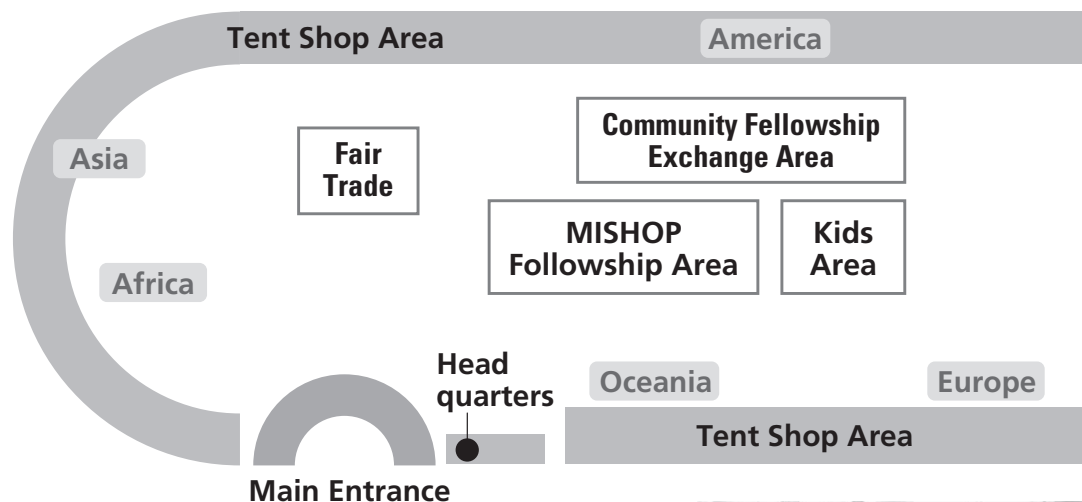 Tent Shop Area
America
Community Fellowship
Exchange Area
Fair
Trade
Asia
MISHOP
Followship Area
Kids
Area
Africa
Head
quarters
Oceania
Europe
Tent Shop Area
Main Entrance